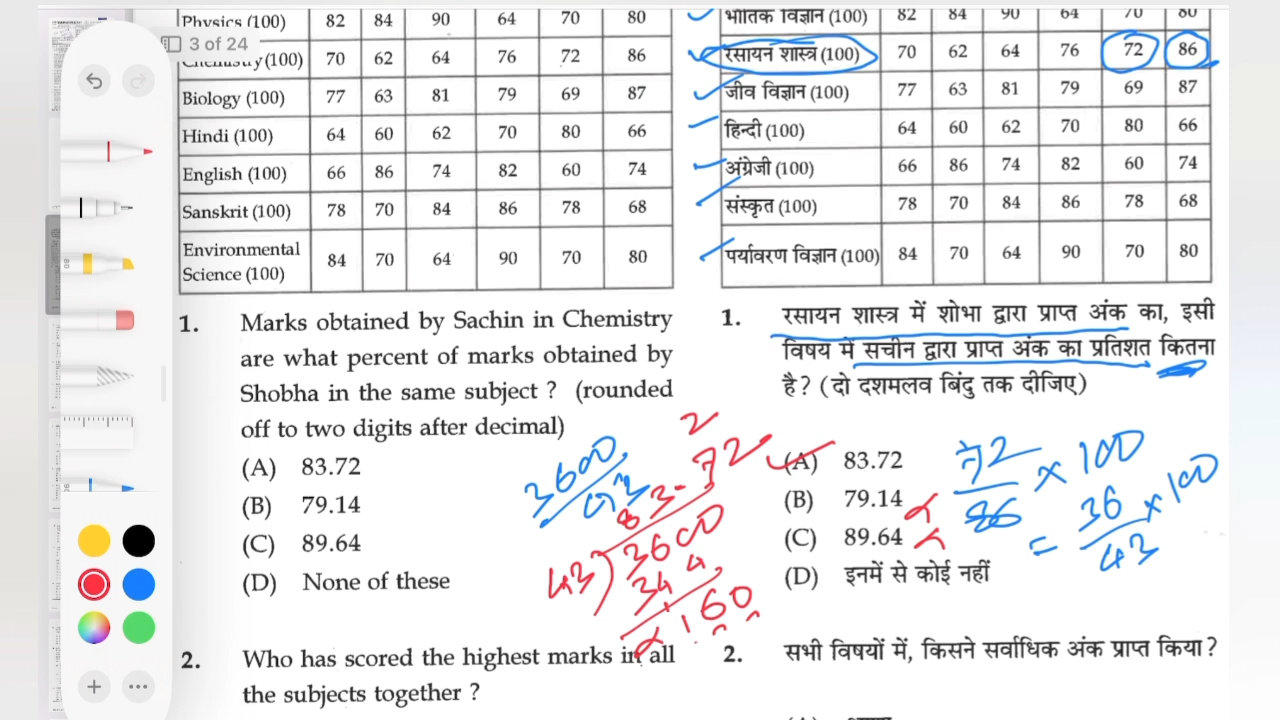 Physics (100) 82 84 90 64 70 80
3 of 24
(100) 70 62 64 76 72 86
Biology (100) 77 63 81 79 69 87
Hindi (100) 64 60 62 70 80 66
English (100) 66 86 74 82 60 74
Sanskrit (100) 78 70 84 86 78 68
Environmental
Science (100) 84 70 64 90 70 80
1. Marks obtained by Sachin in Chemistry
are what percent of marks obtained by
Shobha in the same subject ? (rounded
off to two digits after decimal)
(A) 83.72
(B) 79.14
(C) 89.64
(D) None of these
2. Who has scored the highest marks in all
the subjects together ?
भौतिक विज्ञान (100) 82 84 90 64 70 80
रसायन शास्त्र (100) 70 62 64 76 72 86
जीव विज्ञान (100) 77 63 81 79 69 87
हिन्दी (100) 64 60 62 70 80 66
अंग्रेजी (100) 66 86 74 82 60 74
संस्कृत (100) 78 70 84 86 78 68
पर्यावरण विज्ञान (100) 84 70 64 90 70 80
1. रसायन शास्त्र में शोभा द्वारा प्राप्त अंक का, इसी
विषय में सचीन द्वारा प्राप्त अंक का प्रतिशत कितना
है? (दो दशमलव बिंदु तक दीजिए)
(A) 83.72
(B) 79.14
(C) 89.64
(D) इनमें से कोई नहीं
72/86 × 100
= 36/43 × 100
3600/43
2
83.72
43)3600
344
160
2. सभी विषयों में, किसने सर्वाधिक अंक प्राप्त किया?